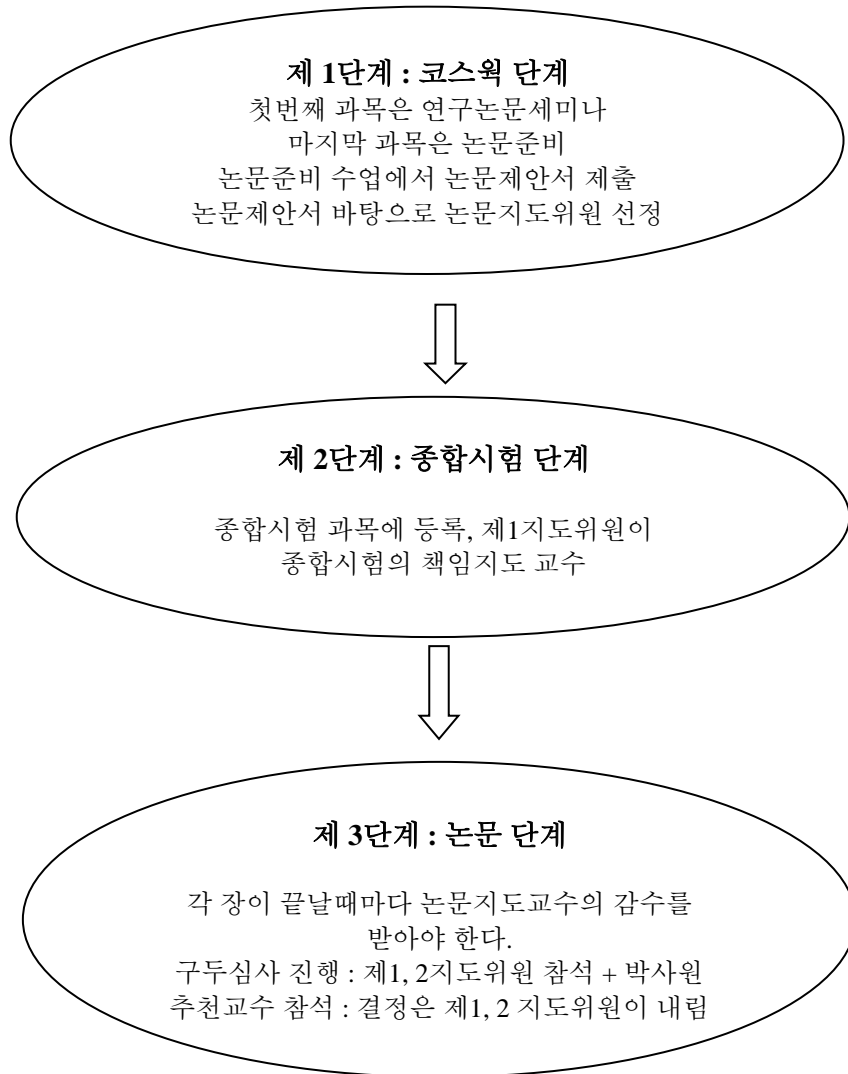 제 1단계 : 코스웍 단계
첫번째 과목은 연구논문세미나
마지막 과목은 논문준비
논문준비 수업에서 논문제안서 제출
논문제안서 바탕으로 논문지도위원 선정
제 2단계 : 종합시험 단계
종합시험 과목에 등록, 제1지도위원이
종합시험의 책임지도 교수
제 3단계 : 논문 단계
각 장이 끝날때마다 논문지도교수의 감수를
받아야 한다.
구두심사 진행 : 제1, 2지도위원 참석 + 박사원
추천교수 참석 : 결정은 제1, 2 지도위원이 내림